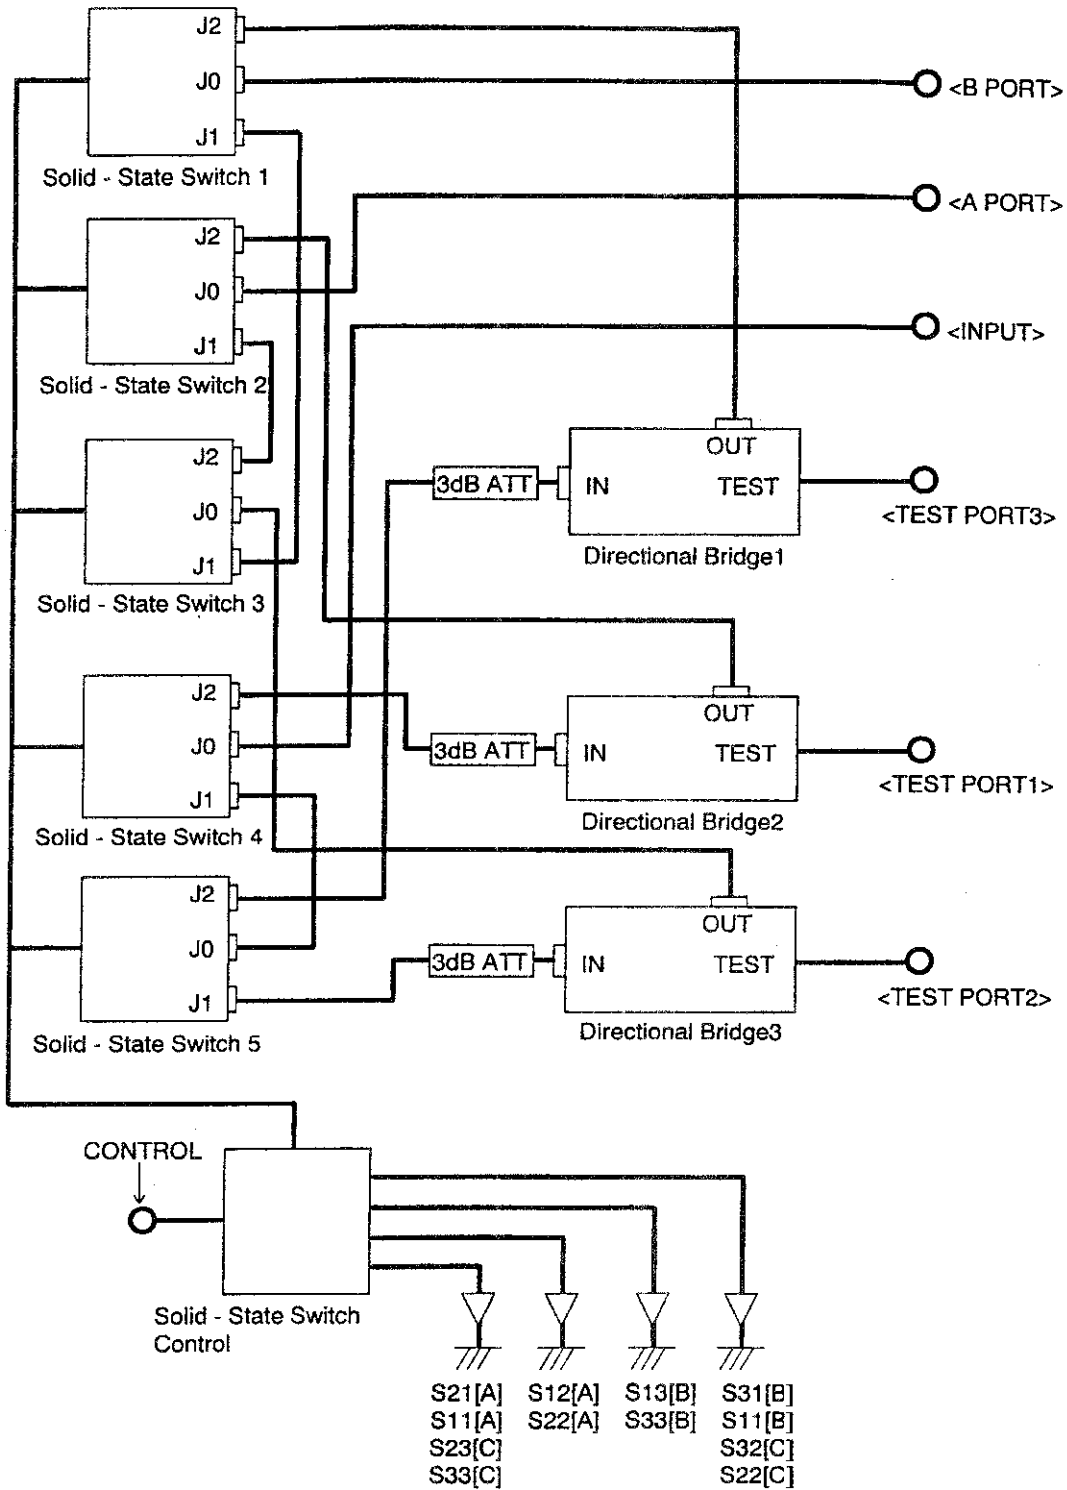 J2
J0
<B PORT>
J1
Solid - State Switch 1
<A PORT>
J2
J0
<INPUT>
J1
Solid - State Switch 2
OUT
J2
3dB ATT
IN
TEST
J0
<TEST PORT3>
Directional Bridge1
J1
Solid - State Switch 3
J2
OUT
J0
3dB ATT
IN
TEST
<TEST PORT1>
J1
Directional Bridge2
Solid - State Switch 4
J2
OUT
J0
3dB ATT
IN
TEST
<TEST PORT2>
J1
Directional Bridge3
Solid - State Switch 5
CONTROL
Solid - State Switch
Control
S21[A] S12[A] S13[B] S31[B]
S11[A] S22[A] S33[B] S11[B]
S23[C] S32[C]
S33[C] S22[C]